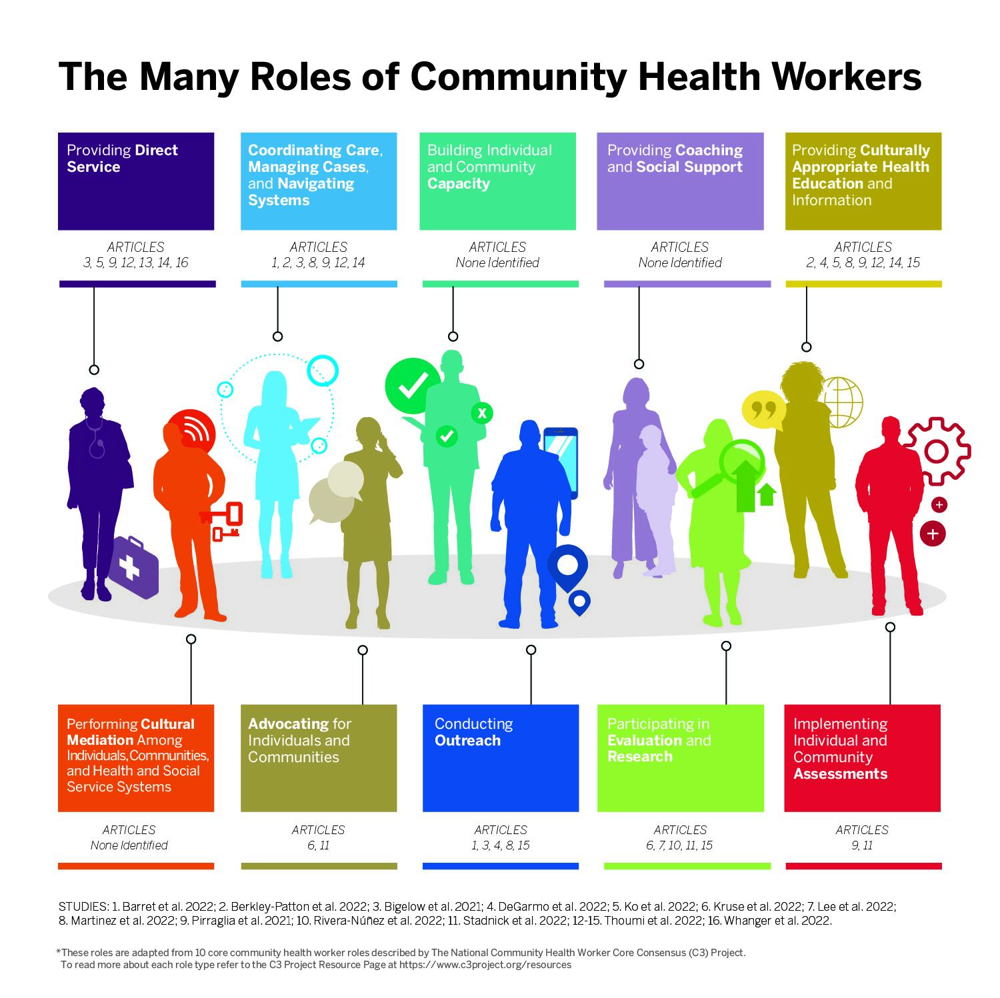 The Many Roles of Community Health Workers
Providing Direct
Service
ARTICLES
3, 5, 9, 12, 13, 14, 16
Coordinating Care,
Managing Cases,
and Navigating
Systems
ARTICLES
1, 2, 3, 8, 9, 12, 14
Building Individual
and Community
Capacity
ARTICLES
None Identified
Providing Coaching
and Social Support
ARTICLES
None Identified
Providing Culturally
Appropriate Health
Education and
Information
ARTICLES
2, 4, 5, 8, 9, 12, 14, 15
Performing Cultural
Mediation Among
Individuals, Communities,
and Health and Social
Service Systems
ARTICLES
None Identified
Advocating for
Individuals and
Communities
ARTICLES
6, 11
Conducting
Outreach
ARTICLES
1, 3, 4, 8, 15
Participating in
Evaluation and
Research
ARTICLES
6, 7, 10, 11, 15
Implementing
Individual and
Community
Assessments
ARTICLES
9, 11
STUDIES: 1. Barret et al. 2022; 2. Berkley-Patton et al. 2022; 3. Bigelow et al. 2021; 4. DeGarmo et al. 2022; 5. Ko et al. 2022; 6. Kruse et al. 2022; 7. Lee et al. 2022;
8. Martinez et al. 2022; 9. Pirraglia et al. 2021; 10. Rivera-Núñez et al. 2022; 11. Stadnick et al. 2022; 12-15. Thoumi et al. 2022; 16. Whanger et al. 2022.
*These roles are adapted from 10 core community health worker roles described by The National Community Health Worker Core Consensus (C3) Project.
To read more about each role type refer to the C3 Project Resource Page at https://www.c3project.org/resources